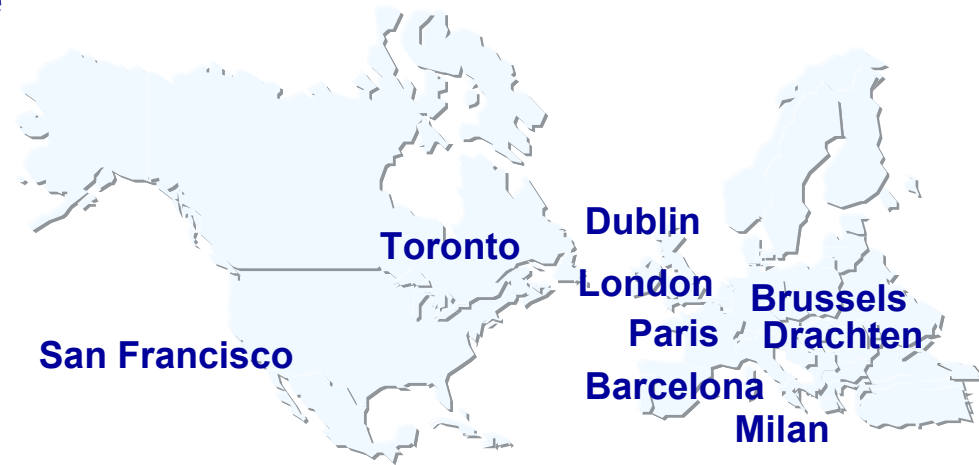 Dublin
Toronto
London
Brussels
Paris
Drachten
San Francisco
Barcelona
Milan